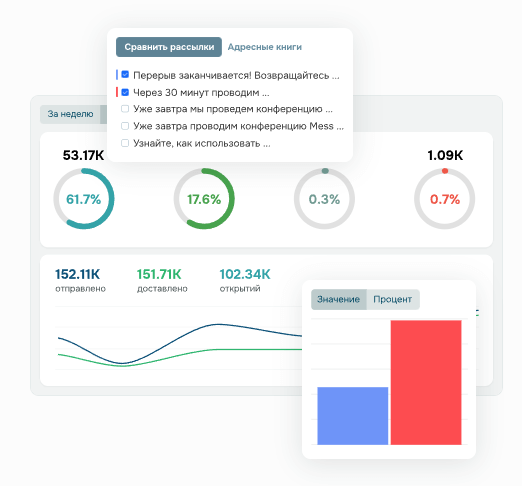 Сравнить рассылки
Адресные книги
Перерыв заканчивается! Возвращайтесь ...
Через 30 минут проводим ...
Уже завтра мы проведем конференцию ...
Уже завтра проводим конференцию Mess ...
Узнайте, как использовать ...
За неделю
53.17K
1.09K
61.7%
17.6%
0.3%
0.7%
152.11K
151.71K
102.34K
отправлено
доставлено
открытий
Значение
Процент